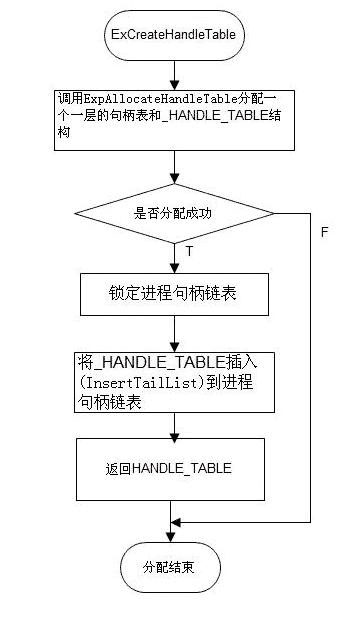 ExCreateHandleTable
调用ExpAllocateHandleTable分配一
个一层的句柄表和_HANDLE_TABLE结
构
是否分配成功
F
T
锁定进程句柄链表
将_HANDLE_TABLE插入
(InsertTailList)到进程
句柄链表
返回HANDLE_TABLE
分配结束